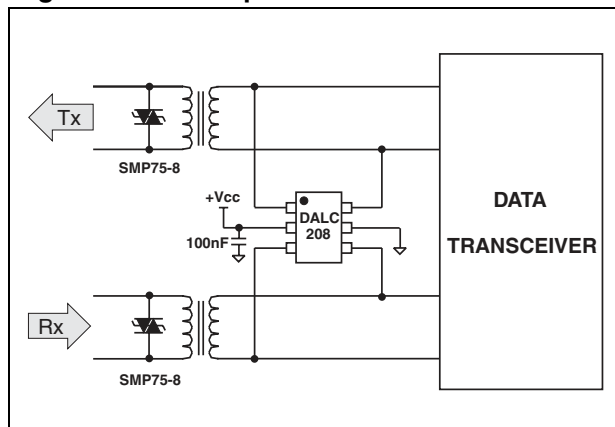 Tx
SMP75-8
+Vcc
100nF
DALC
208
DATA
TRANSCEIVER
Rx
SMP75-8